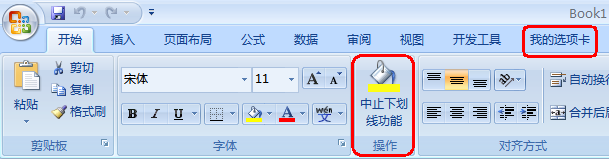 Book1
开始 插入 页面布局 公式 数据 审阅 视图 开发工具 我的选项卡
粘贴
剪切
复制
格式刷
剪贴板
宋体 11 A A
B I U A wén 文
字体
中止下划
线功能
操作
自动换行
合并后居
对齐方式